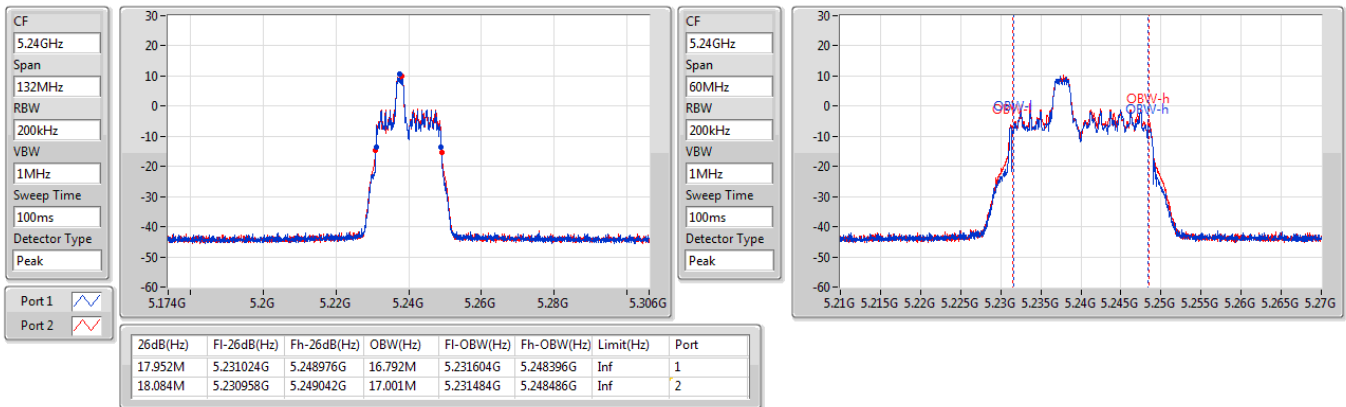 CF
5.24GHz
Span
132MHz
RBW
200kHz
VBW
1MHz
Sweep Time
100ms
Detector Type
Peak
Port 1
Port 2
30
20
10
0
-10
-20
-30
-40
-50
-60
5.174G 5.2G 5.22G 5.24G 5.26G 5.28G 5.306G
CF
5.24GHz
Span
60MHz
RBW
200kHz
VBW
1MHz
Sweep Time
100ms
Detector Type
Peak
30
20
10
0
-10
-20
-30
-40
-50
-60
OBW-h
OBW-l OBW-h
5.21G 5.215G 5.22G 5.225G 5.23G 5.235G 5.24G 5.245G 5.25G 5.255G 5.26G 5.265G 5.27G
26dB(Hz) Fl-26dB(Hz) Fh-26dB(Hz) OBW(Hz) Fl-OBW(Hz) Fh-OBW(Hz) Limit(Hz) Port
17.952M 5.231024G 5.248976G 16.792M 5.231604G 5.248396G Inf 1
18.084M 5.230958G 5.249042G 17.001M 5.231484G 5.248486G Inf 2